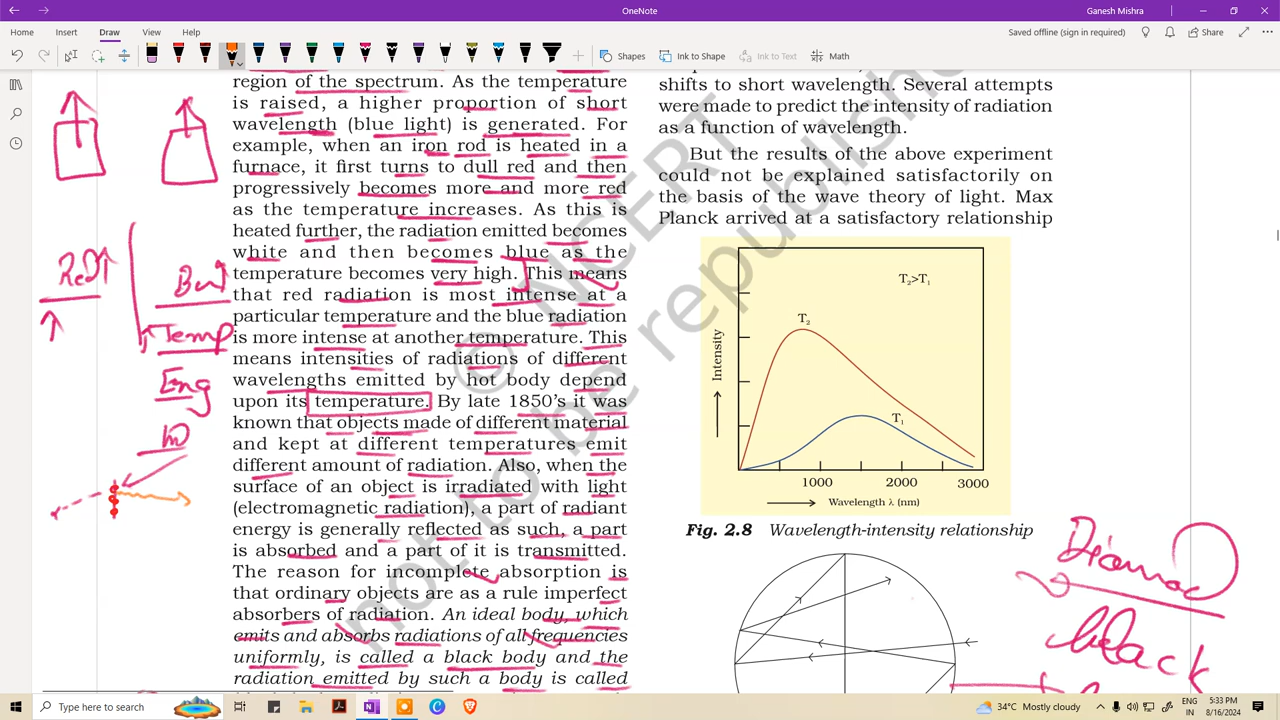 OneNote
Ganesh Mishra
Home Insert Draw View Help
Saved offline (sign in required)
Share
Shapes
Ink to Shape
Ink to Text
Math
region of the spectrum. As the temperature
is raised, a higher proportion of short
wavelength (blue light) is generated. For
example, when an iron rod is heated in a
furnace, it first turns to dull red and then
progressively becomes more and more red
as the temperature increases. As this is
heated further, the radiation emitted becomes
white and then becomes blue as the
temperature becomes very high. This means
that red radiation is most intense at a
particular temperature and the blue radiation
is more intense at another temperature. This
means intensities of radiations of different
wavelengths emitted by hot body depend
upon its temperature. By late 1850's it was
known that objects made of different material
and kept at different temperatures emit
different amount of radiation. Also, when the
surface of an object is irradiated with light
(electromagnetic radiation), a part of radiant
energy is generally reflected as such, a part
is absorbed and a part of it is transmitted.
The reason for incomplete absorption is
that ordinary objects are as a rule imperfect
absorbers of radiation. An ideal body, which
emits and absorbs radiations of all frequencies
uniformly, is called a black body and the
radiation emitted by such a body is called
Temp
Eng
shifts to short wavelength. Several attempts
were made to predict the intensity of radiation
as a function of wavelength.
But the results of the above experiment
could not be explained satisfactorily on
the basis of the wave theory of light. Max
Planck arrived at a satisfactory relationship
T₂>T₁
T₂
T₁
Intensity
1000 2000 3000
Wavelength λ (nm)
Fig. 2.8 Wavelength-intensity relationship
black
© NCERT
not to be republishe
Type here to search
34°C Mostly cloudy
ENG
IN
5:33 PM
8/16/2024